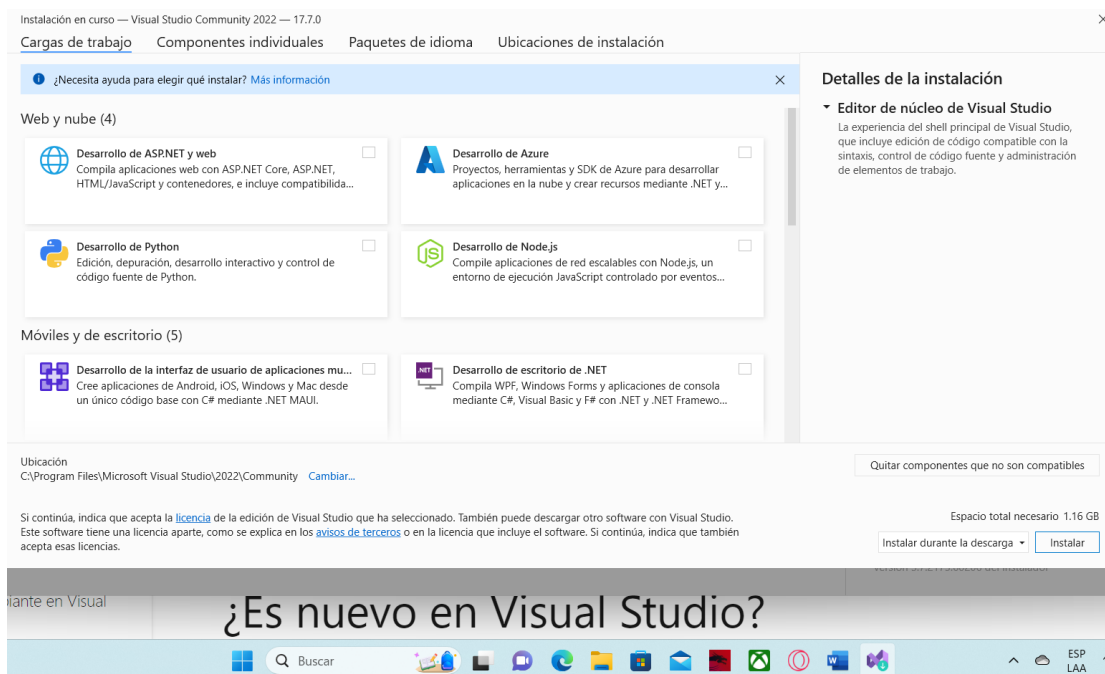 Instalación en curso — Visual Studio Community 2022 — 17.7.0
Cargas de trabajo Componentes individuales Paquetes de idioma Ubicaciones de instalación
¿Necesita ayuda para elegir qué instalar? Más información
Web y nube (4)
Desarrollo de ASP.NET y web
Compila aplicaciones web con ASP.NET Core, ASP.NET,
HTML/JavaScript y contenedores, e incluye compatibilida...
Desarrollo de Azure
Proyectos, herramientas y SDK de Azure para desarrollar
aplicaciones en la nube y crear recursos mediante .NET y...
Desarrollo de Python
Edición, depuración, desarrollo interactivo y control de
código fuente de Python.
JS
Desarrollo de Node.js
Compile aplicaciones de red escalables con Node.js, un
entorno de ejecución JavaScript controlado por eventos...
Móviles y de escritorio (5)
Desarrollo de la interfaz de usuario de aplicaciones mu...
Cree aplicaciones de Android, iOS, Windows y Mac desde
un único código base con C# mediante .NET MAUI.
.NET
Desarrollo de escritorio de .NET
Compila WPF, Windows Forms y aplicaciones de consola
mediante C#, Visual Basic y F# con .NET y .NET Framewo...
Detalles de la instalación
Editor de núcleo de Visual Studio
La experiencia del shell principal de Visual Studio,
que incluye edición de código compatible con la
sintaxis, control de código fuente y administración
de elementos de trabajo.
Ubicación
C:\Program Files\Microsoft Visual Studio\2022\Community Cambiar...
Quitar componentes que no son compatibles
Si continúa, indica que acepta la licencia de la edición de Visual Studio que ha seleccionado. También puede descargar otro software con Visual Studio.
Este software tiene una licencia aparte, como se explica en los avisos de terceros o en la licencia que incluye el software. Si continúa, indica que también
acepta esas licencias.
Espacio total necesario 1.16 GB
Instalar durante la descarga Instalar
del instalador
en Visual
¿Es nuevo en Visual Studio?
Buscar
ESP
LAA